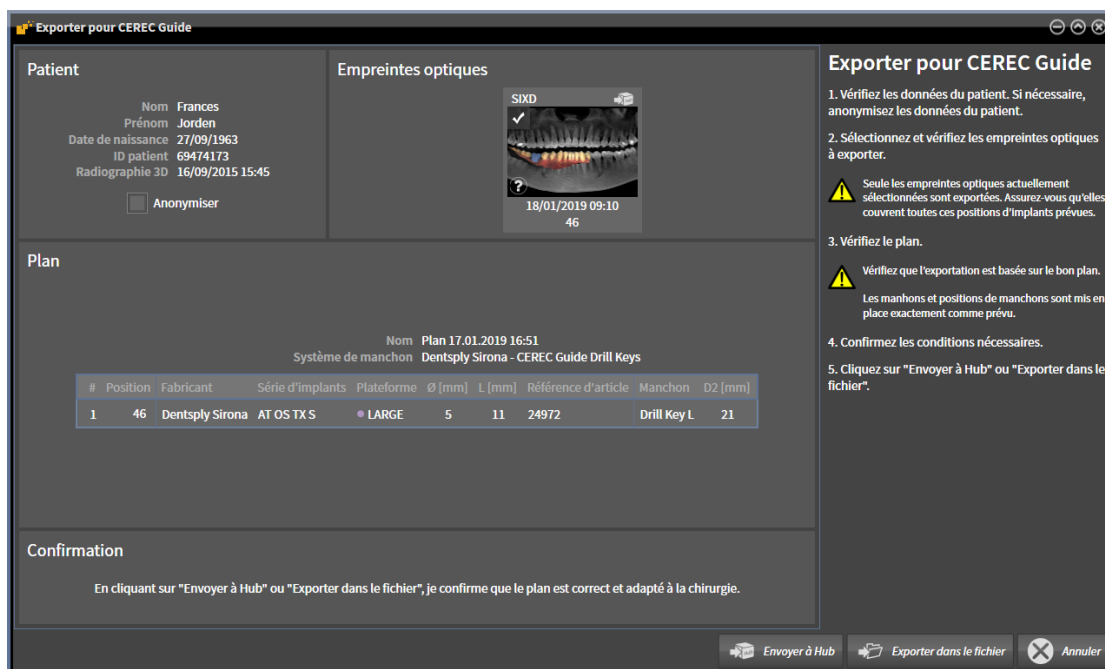 Exporter pour CEREC Guide
Patient
Nom Frances
Prénom Jorden
Date de naissance 27/09/1963
ID patient 69474173
Radiographie 3D 16/09/2015 15:45
Anonymiser
Empreintes optiques
SIXD
?
18/01/2019 09:10
46
Plan
Nom Plan 17.01.2019 16:51
Système de manchon Dentsply Sirona - CEREC Guide Drill Keys
# Position Fabricant Série d'implants Plateforme Ø [mm] L [mm] Référence d'article Manchon D2 [mm]
1 46 Dentsply Sirona AT OS TX S LARGE 5 11 24972 Drill Key L 21
Confirmation
En cliquant sur "Envoyer à Hub" ou "Exporter dans le fichier", je confirme que le plan est correct et adapté à la chirurgie.
Exporter pour CEREC Guide
1. Vérifiez les données du patient. Si nécessaire,
anonymisez les données du patient.
2. Sélectionnez et vérifiez les empreintes optiques
à exporter.
Seule les empreintes optiques actuellement
sélectionnées sont exportées. Assurez-vous qu'elles
couvrent toutes ces positions d'implants prévues.
3. Vérifiez le plan.
Vérifiez que l'exportation est basée sur le bon plan.
Les manhons et positions de manchons sont mis en
place exactement comme prévu.
4. Confirmez les conditions nécessaires.
5. Cliquez sur "Envoyer à Hub" ou "Exporter dans le
fichier".
Envoyer à Hub
Exporter dans le fichier
Annuler